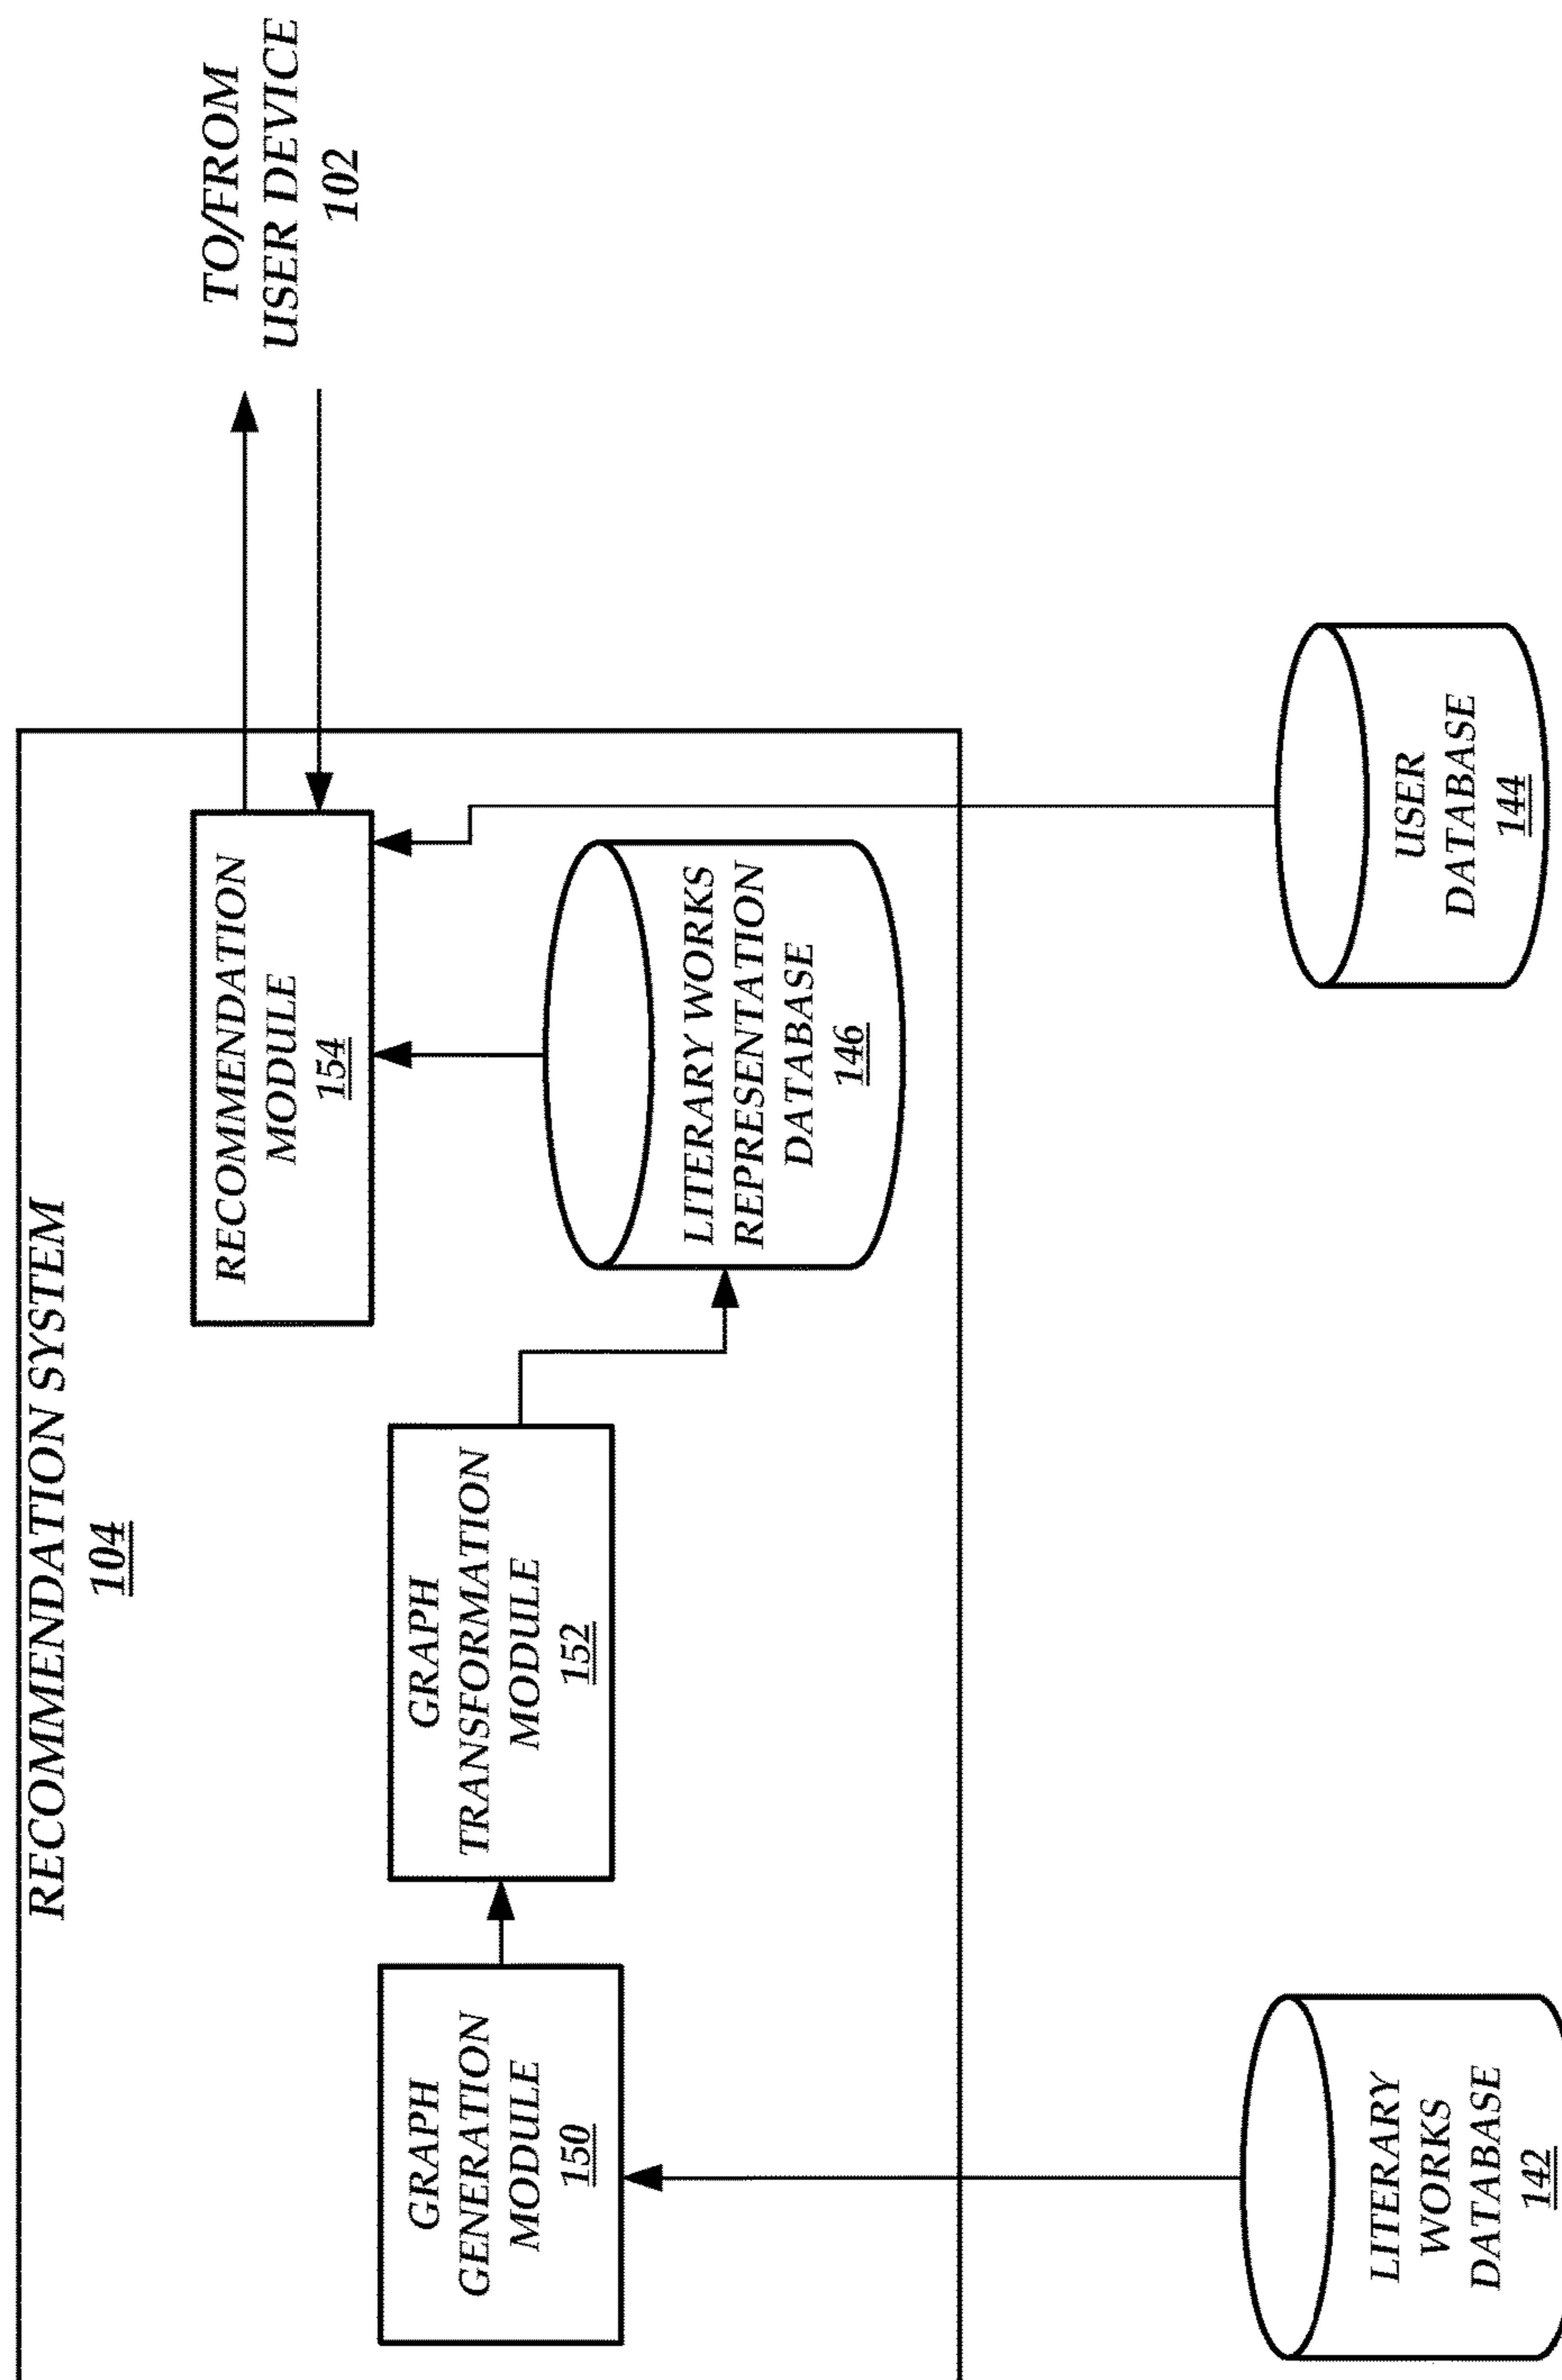 RECOMMENDATION SYSTEM
104
TO/FROM
USER DEVICE
102
RECOMMENDATION
MODULE
154
GRAPH
GENERATION
MODULE
150
GRAPH
TRANSFORMATION
MODULE
152
LITERARY WORKS
REPRESENTATION
DATABASE
146
LITERARY
WORKS
DATABASE
142
USER
DATABASE
144